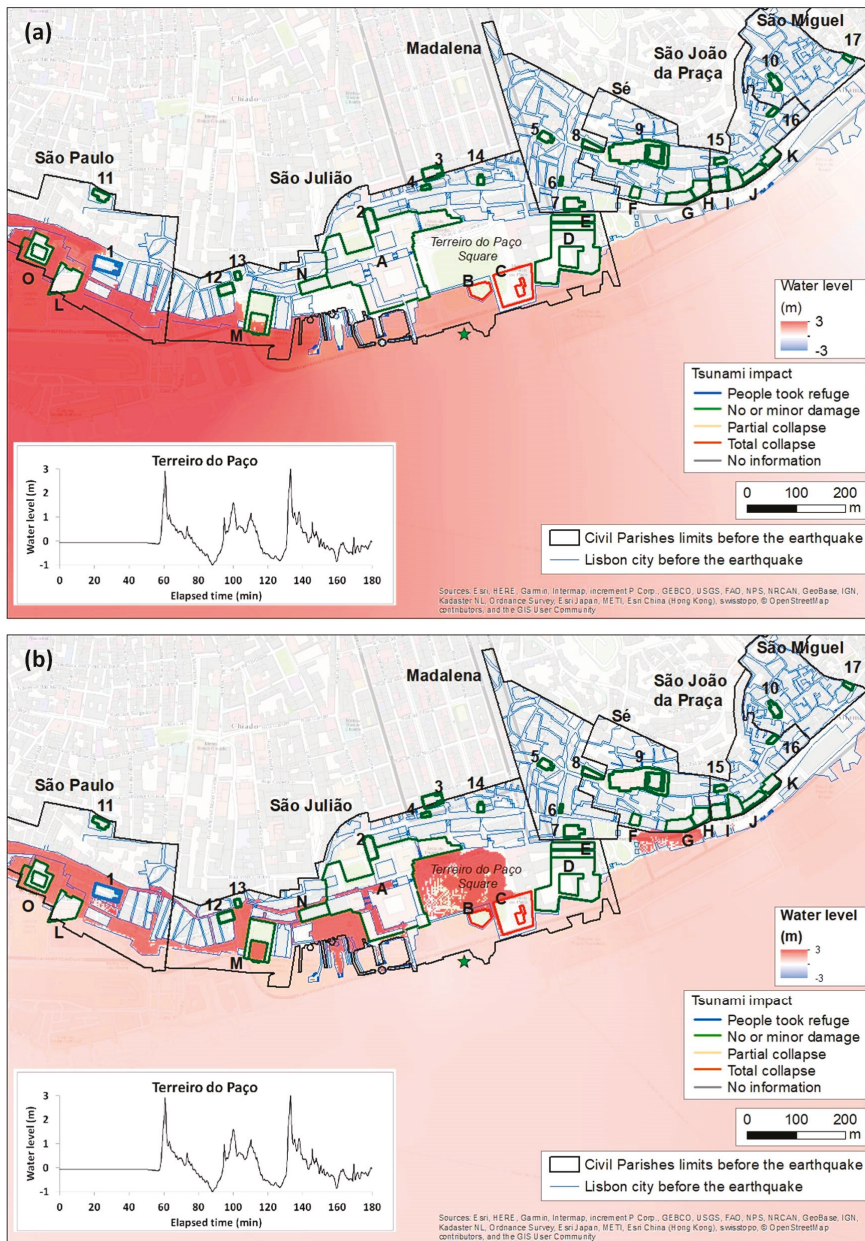 (a)
São Miguel
17
Madalena
São João
da Praça
10
Sé
Chiado
16
São Paulo
São Julião
3
14
5
8
9
15
K
11
4
6
7
F
J
H
I
G
2
E
D
1
13
N
A
Terreiro do Paço
Square
C
B
12
O
L
M
Water level
(m)
3
-3
Tsunami impact
People took refuge
No or minor damage
Partial collapse
Total collapse
No information
0 100 200
m
Civil Parishes limits before the earthquake
Lisbon city before the earthquake
Terreiro do Paço
Water level (m)
3
2
1
0
-1
0 20 40 60 80 100 120 140 160 180
Elapsed time (min)
Sources: Esri, HERE, Garmin, Intermap, increment P Corp., GEBCO, USGS, FAO, NPS, NRCAN, GeoBase, IGN,
Kadaster NL, Ordnance Survey, Esri Japan, METI, Esri China (Hong Kong), swisstopo, © OpenStreetMap
contributors, and the GIS User Community
(b)
São Miguel
17
Madalena
São João
da Praça
10
Sé
Chiado
16
São Paulo
São Julião
3
14
5
8
9
15
K
11
4
6
7
F
J
H
I
G
2
E
D
1
13
N
A
Terreiro do Paço
Square
C
B
12
O
L
M
Water level
(m)
3
-3
Tsunami impact
People took refuge
No or minor damage
Partial collapse
Total collapse
No information
0 100 200
m
Civil Parishes limits before the earthquake
Lisbon city before the earthquake
Terreiro do Paço
Water level (m)
3
2
1
0
-1
0 20 40 60 80 100 120 140 160 180
Elapsed time (min)
Sources: Esri, HERE, Garmin, Intermap, increment P Corp., GEBCO, USGS, FAO, NPS, NRCAN, GeoBase, IGN,
Kadaster NL, Ordnance Survey, Esri Japan, METI, Esri China (Hong Kong), swisstopo, © OpenStreetMap
contributors, and the GIS User Community